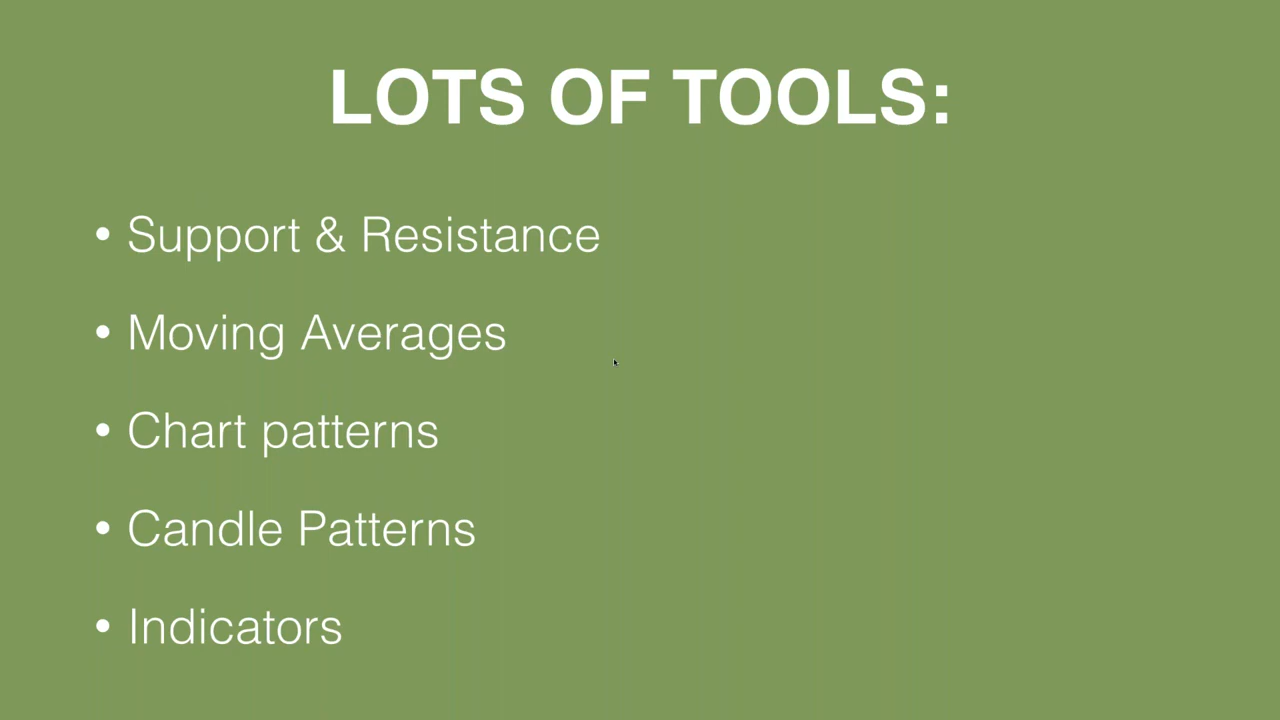 LOTS OF TOOLS:
• Support & Resistance
• Moving Averages
• Chart patterns
• Candle Patterns
• Indicators